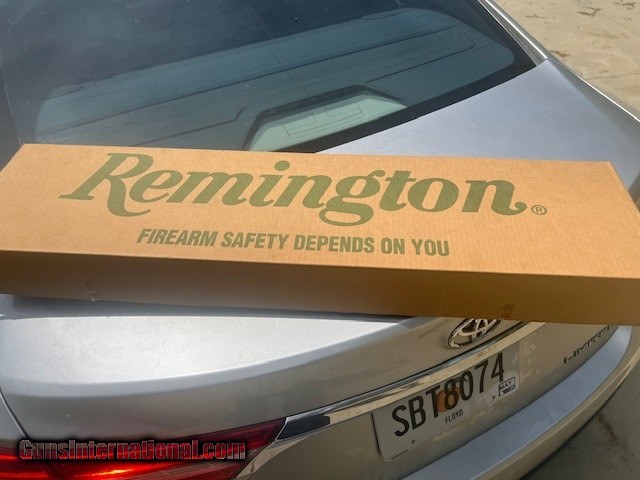 Remington®
FIREARM SAFETY DEPENDS ON YOU
SBT8074
FLOYD
GunsInternational.com